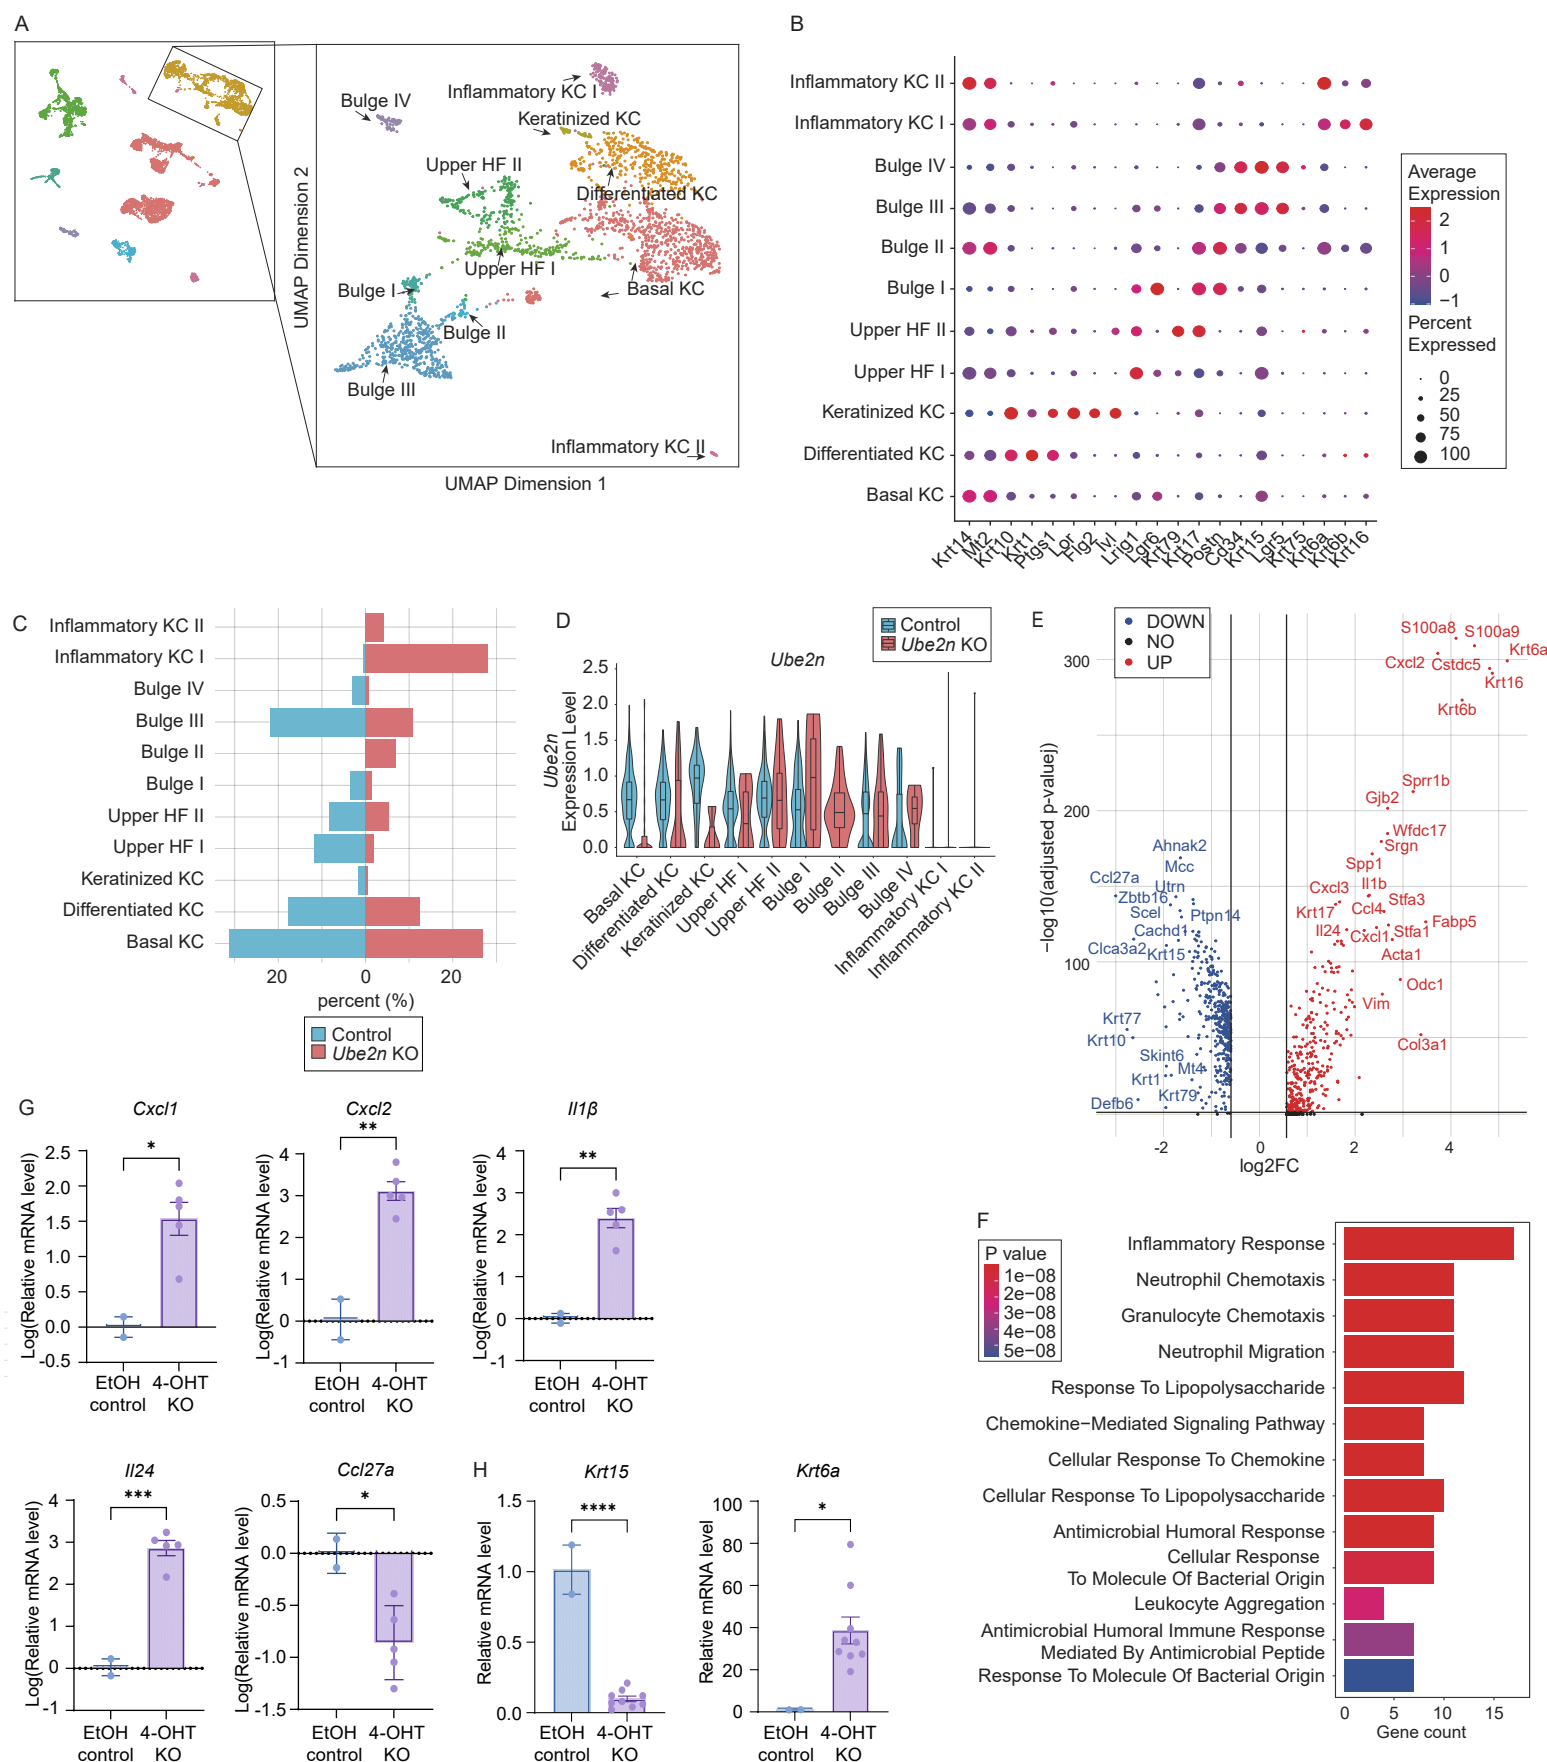 A
UMAP Dimension 2
Inflammatory KC I
Bulge IV
Keratinized KC
Upper HF II
Differentiated KC
Upper HF I
Bulge I
Basal KC
Bulge II
Bulge III
Inflammatory KC II
UMAP Dimension 1
B
Inflammatory KC II
Inflammatory KC I
Bulge IV
Bulge III
Bulge II
Bulge I
Upper HF II
Upper HF I
Keratinized KC
Differentiated KC
Basal KC
Krt14
Mt2
Krt10
Krt1
Ptgs1
Lor
Flg2
Ivl
Lrig1
Lgr6
Krt79
Krt17
Postn
Cd34
Krt15
Lgr5
Krt75
Krt6a
Krt6b
Krt16
Average
Expression
2
1
0
−1
Percent
Expressed
0
25
50
75
100
C
Inflammatory KC II
Inflammatory KC I
Bulge IV
Bulge III
Bulge II
Bulge I
Upper HF II
Upper HF I
Keratinized KC
Differentiated KC
Basal KC
20 0 20
percent (%)
Control
Ube2n KO
D
Control
Ube2n KO
Ube2n
Ube2n
Expression Level
2.5
2.0
1.5
1.0
0.5
0.0
Basal KC
Differentiated KC
Keratinized KC
Upper HF I
Upper HF II
Bulge I
Bulge II
Bulge III
Bulge IV
Inflammatory KC I
Inflammatory KC II
E
DOWN
NO
UP
−log10(adjusted p-valuej)
300
200
100
S100a8 S100a9
Krt6a
Cxcl2 Cstdc5
Krt16
Krt6b
Sprr1b
Gjb2
Wfdc17
Srgn
Spp1
Il1b
Cxcl3
Stfa3
Krt17
Ccl4
Fabp5
Il24
Cxcl1
Stfa1
Acta1
Odc1
Vim
Col3a1
Ahnak2
Mcc
Ccl27a
Utrn
Zbtb16
Scel
Ptpn14
Cachd1
Clca3a2
Krt15
Krt77
Krt10
Skint6
Mt4
Krt1
Krt79
Defb6
-2 0 2 4
log2FC
F
P value
1e−08
2e−08
3e−08
4e−08
5e−08
Inflammatory Response
Neutrophil Chemotaxis
Granulocyte Chemotaxis
Neutrophil Migration
Response To Lipopolysaccharide
Chemokine−Mediated Signaling Pathway
Cellular Response To Chemokine
Cellular Response To Lipopolysaccharide
Antimicrobial Humoral Response
Cellular Response
To Molecule Of Bacterial Origin
Leukocyte Aggregation
Antimicrobial Humoral Immune Response
Mediated By Antimicrobial Peptide
Response To Molecule Of Bacterial Origin
0 5 10 15
Gene count
G
Cxcl1
Log(Relative mRNA level)
2.5
2.0
1.5
1.0
0.5
0.0
-0.5
*
EtOH 4-OHT
control KO
Cxcl2
Log(Relative mRNA level)
4
3
2
1
0
-1
**
EtOH 4-OHT
control KO
Il1β
Log(Relative mRNA level)
4
3
2
1
0
-1
**
EtOH 4-OHT
control KO
Il24
Log(Relative mRNA level)
4
3
2
1
0
-1
***
EtOH 4-OHT
control KO
Ccl27a
Log(Relative mRNA level)
0.5
0.0
-0.5
-1.0
-1.5
*
EtOH 4-OHT
control KO
H
Krt15
Relative mRNA level
1.5
1.0
0.5
0.0
****
EtOH 4-OHT
control KO
Krt6a
Relative mRNA level
100
80
60
40
20
0
*
EtOH 4-OHT
control KO